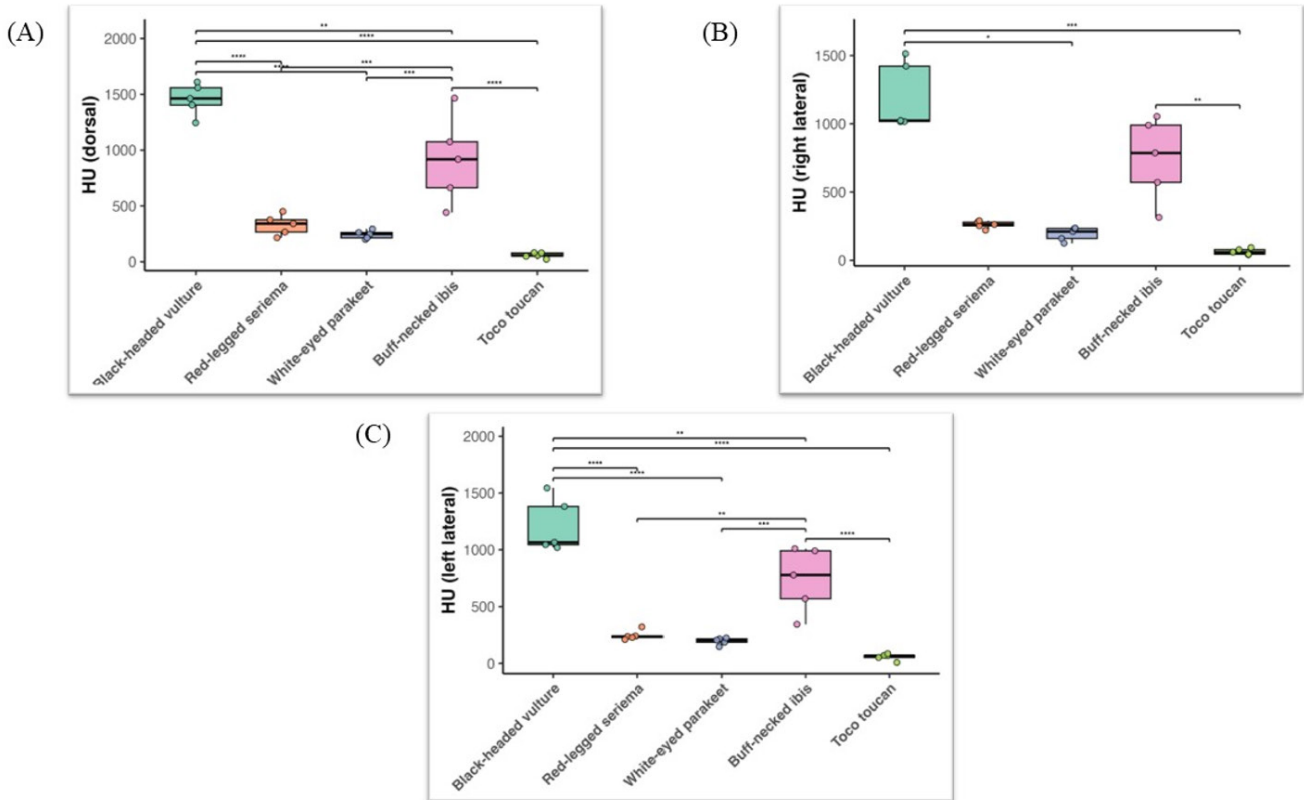 (A)
HU (dorsal)
2000
1500
1000
500
0
**
****
****
***
****
***
****
Black-headed vulture
Red-legged seriema
White-eyed parakeet
Buff-necked ibis
Toco toucan
(B)
HU (right lateral)
1500
1000
500
0
***
*
**
Black-headed vulture
Red-legged seriema
White-eyed parakeet
Buff-necked ibis
Toco toucan
(C)
HU (left lateral)
2000
1500
1000
500
0
**
****
****
****
**
***
****
Black-headed vulture
Red-legged seriema
White-eyed parakeet
Buff-necked ibis
Toco toucan